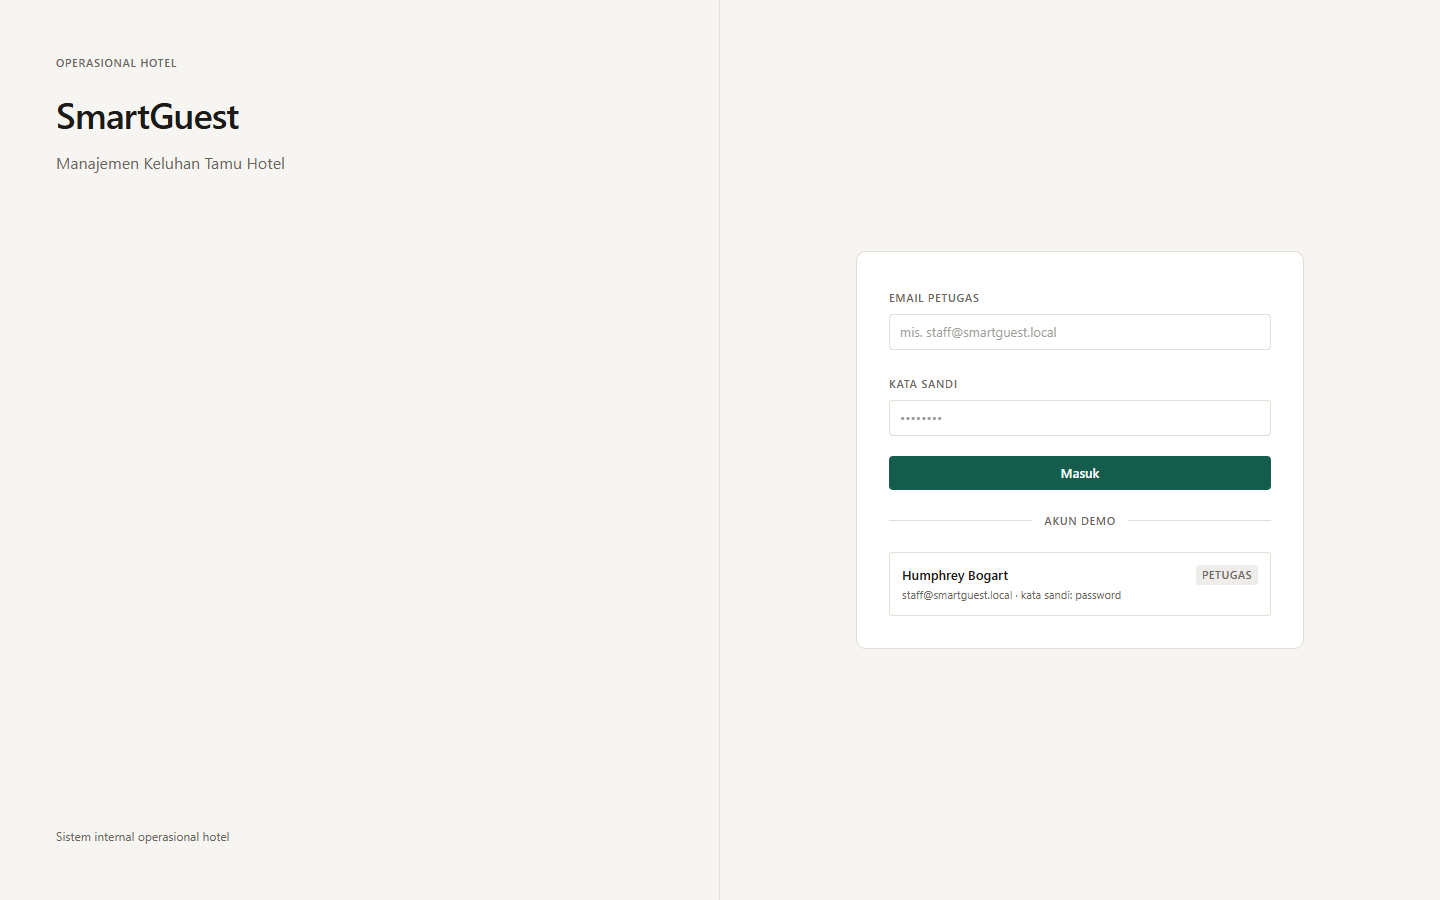 OPERASIONAL HOTEL
SmartGuest
Manajemen Keluhan Tamu Hotel
Sistem internal operasional hotel
EMAIL PETUGAS
mis. staff@smartguest.local
KATA SANDI
••••••••
Masuk
AKUN DEMO
Humphrey Bogart PETUGAS
staff@smartguest.local · kata sandi: password